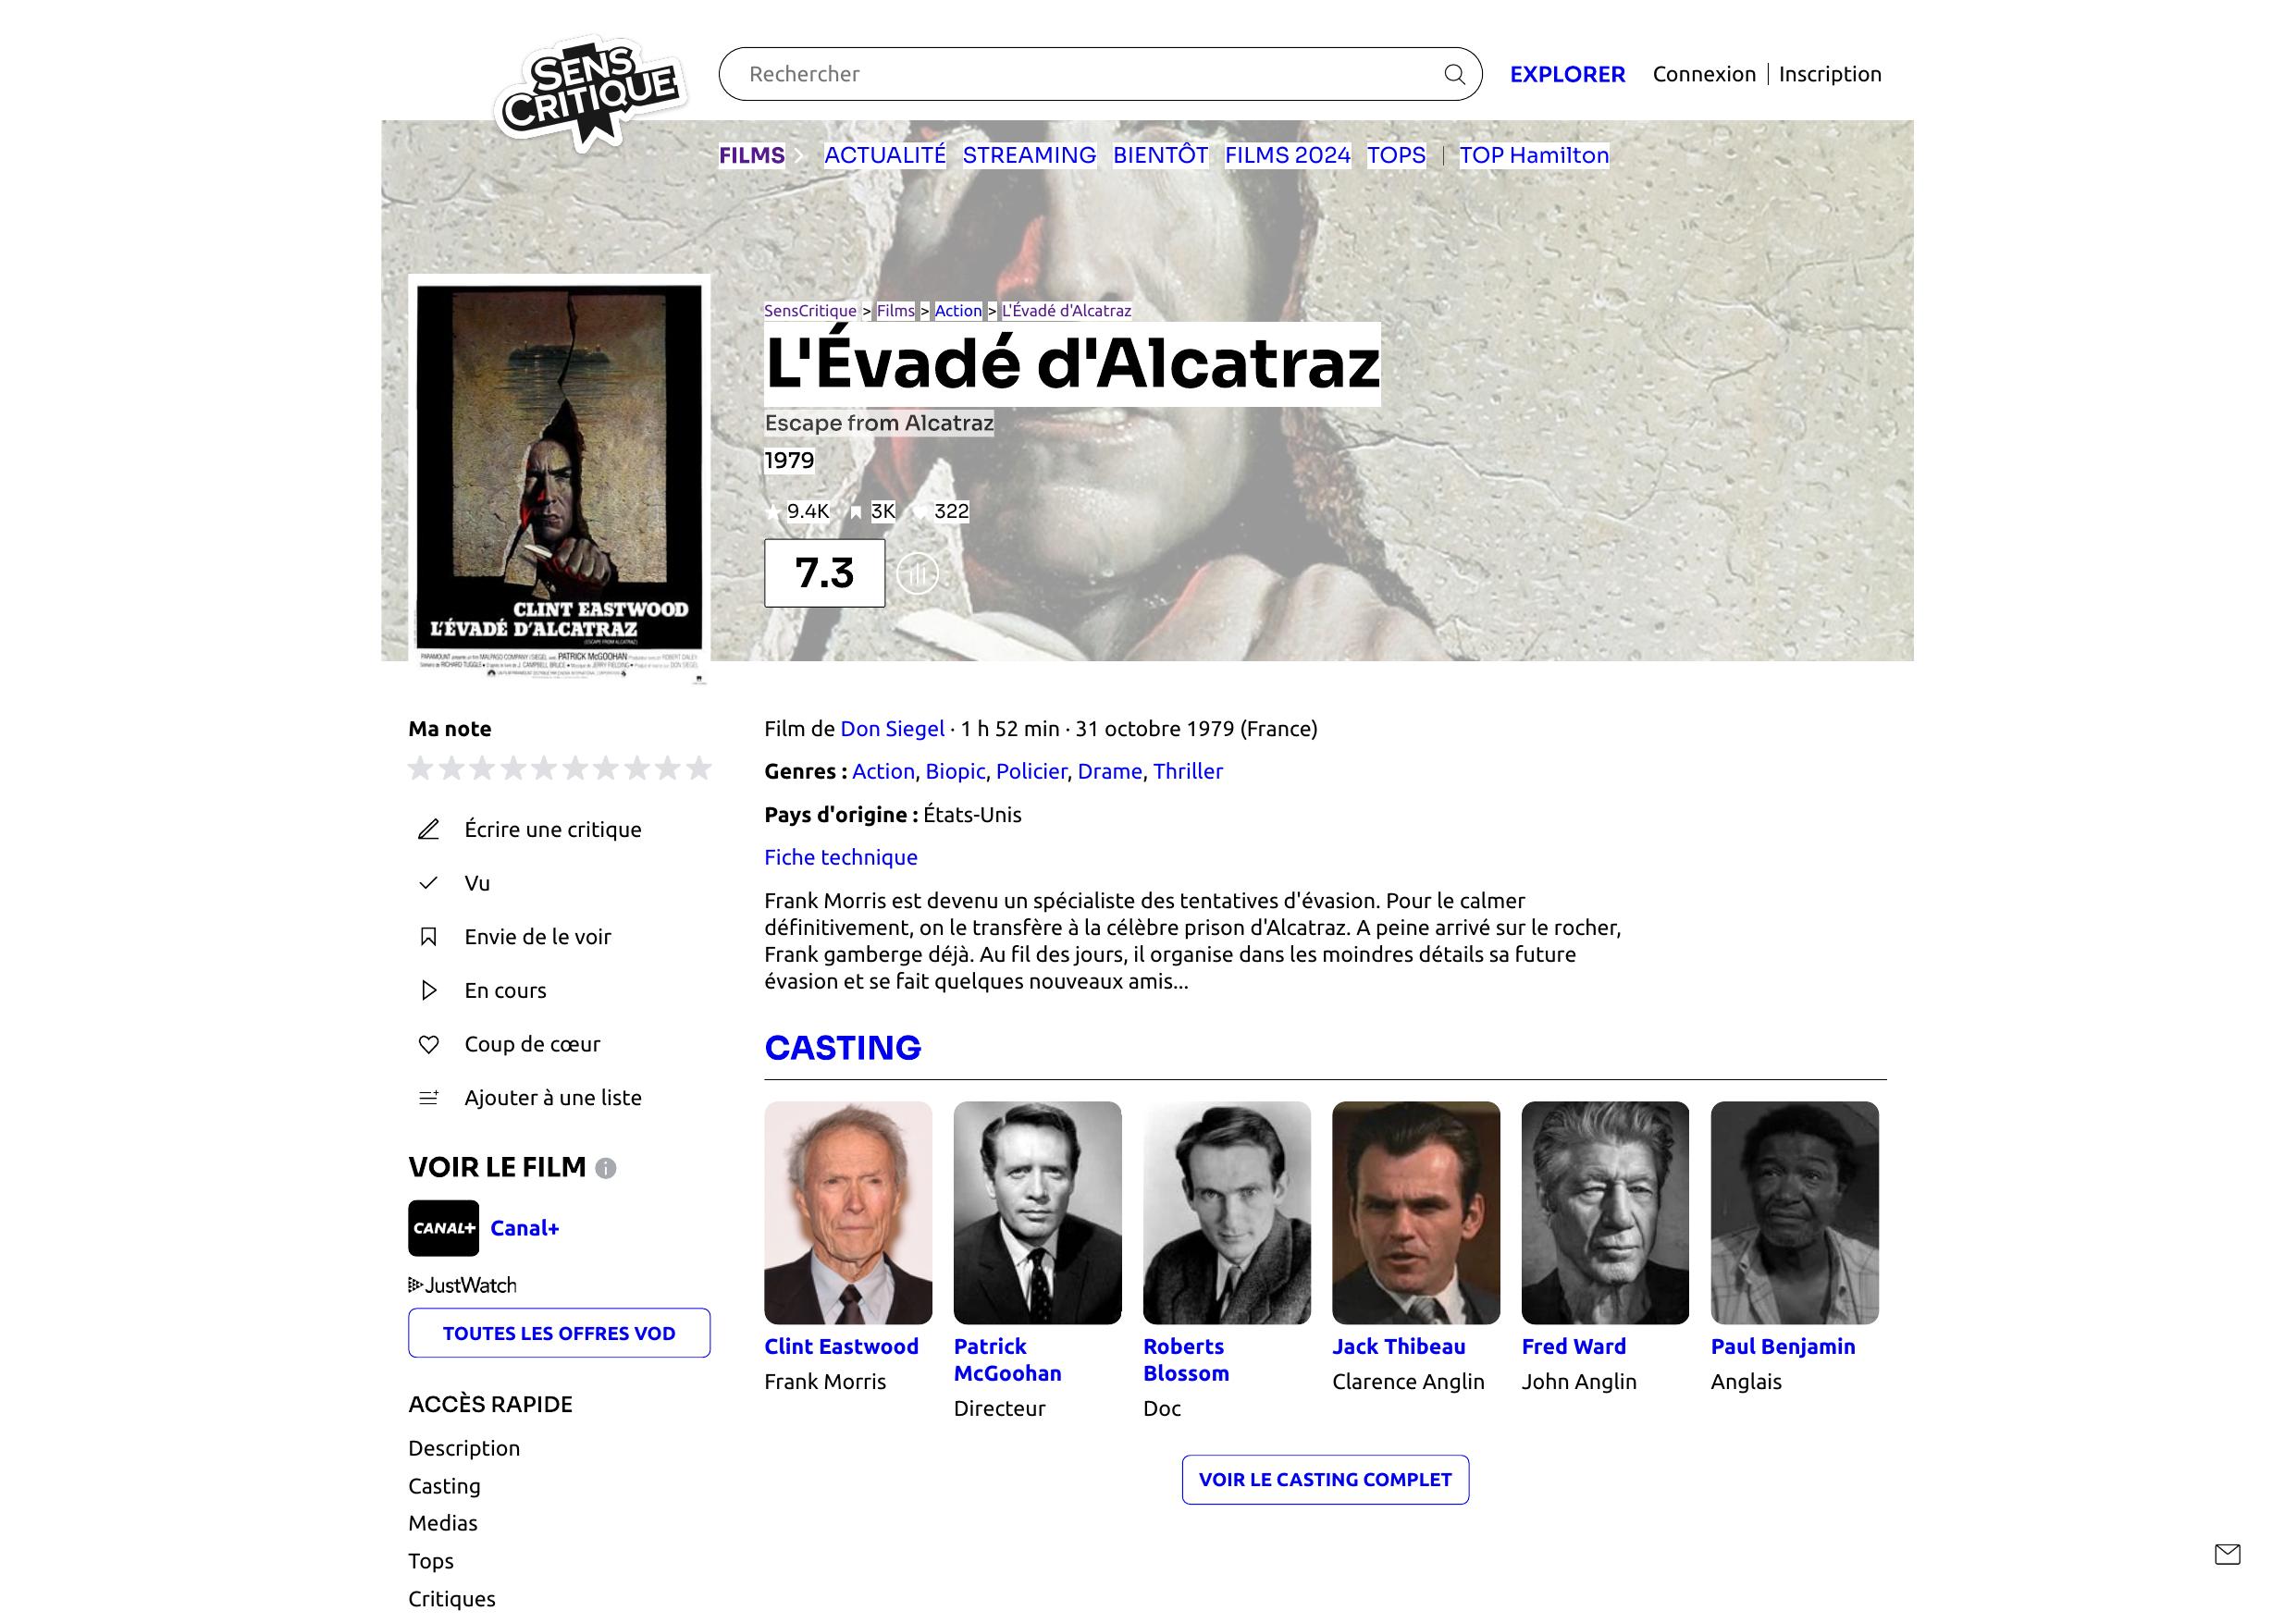 SENS
CRITIQUE
Rechercher
EXPLORER
Connexion
Inscription
FILMS
ACTUALITÉ
STREAMING
BIENTÔT
FILMS 2024
TOPS
TOP Hamilton
SensCritique > Films > Action > L'Évadé d'Alcatraz
L'Évadé d'Alcatraz
Escape from Alcatraz
1979
9.4K
3K
322
7.3
CLINT EASTWOOD
L'ÉVADÉ D'ALCATRAZ
(ESCAPE FROM ALCATRAZ)
Ma note
Écrire une critique
Vu
Envie de le voir
En cours
Coup de cœur
Ajouter à une liste
VOIR LE FILM
CANAL+
Canal+
JustWatch
TOUTES LES OFFRES VOD
ACCÈS RAPIDE
Description
Casting
Medias
Tops
Critiques
Film de Don Siegel · 1 h 52 min · 31 octobre 1979 (France)
Genres : Action, Biopic, Policier, Drame, Thriller
Pays d'origine : États-Unis
Fiche technique
Frank Morris est devenu un spécialiste des tentatives d'évasion. Pour le calmer
définitivement, on le transfère à la célèbre prison d'Alcatraz. A peine arrivé sur le rocher,
Frank gamberge déjà. Au fil des jours, il organise dans les moindres détails sa future
évasion et se fait quelques nouveaux amis...
CASTING
Clint Eastwood
Frank Morris
Patrick
McGoohan
Directeur
Roberts
Blossom
Doc
Jack Thibeau
Clarence Anglin
Fred Ward
John Anglin
Paul Benjamin
Anglais
VOIR LE CASTING COMPLET